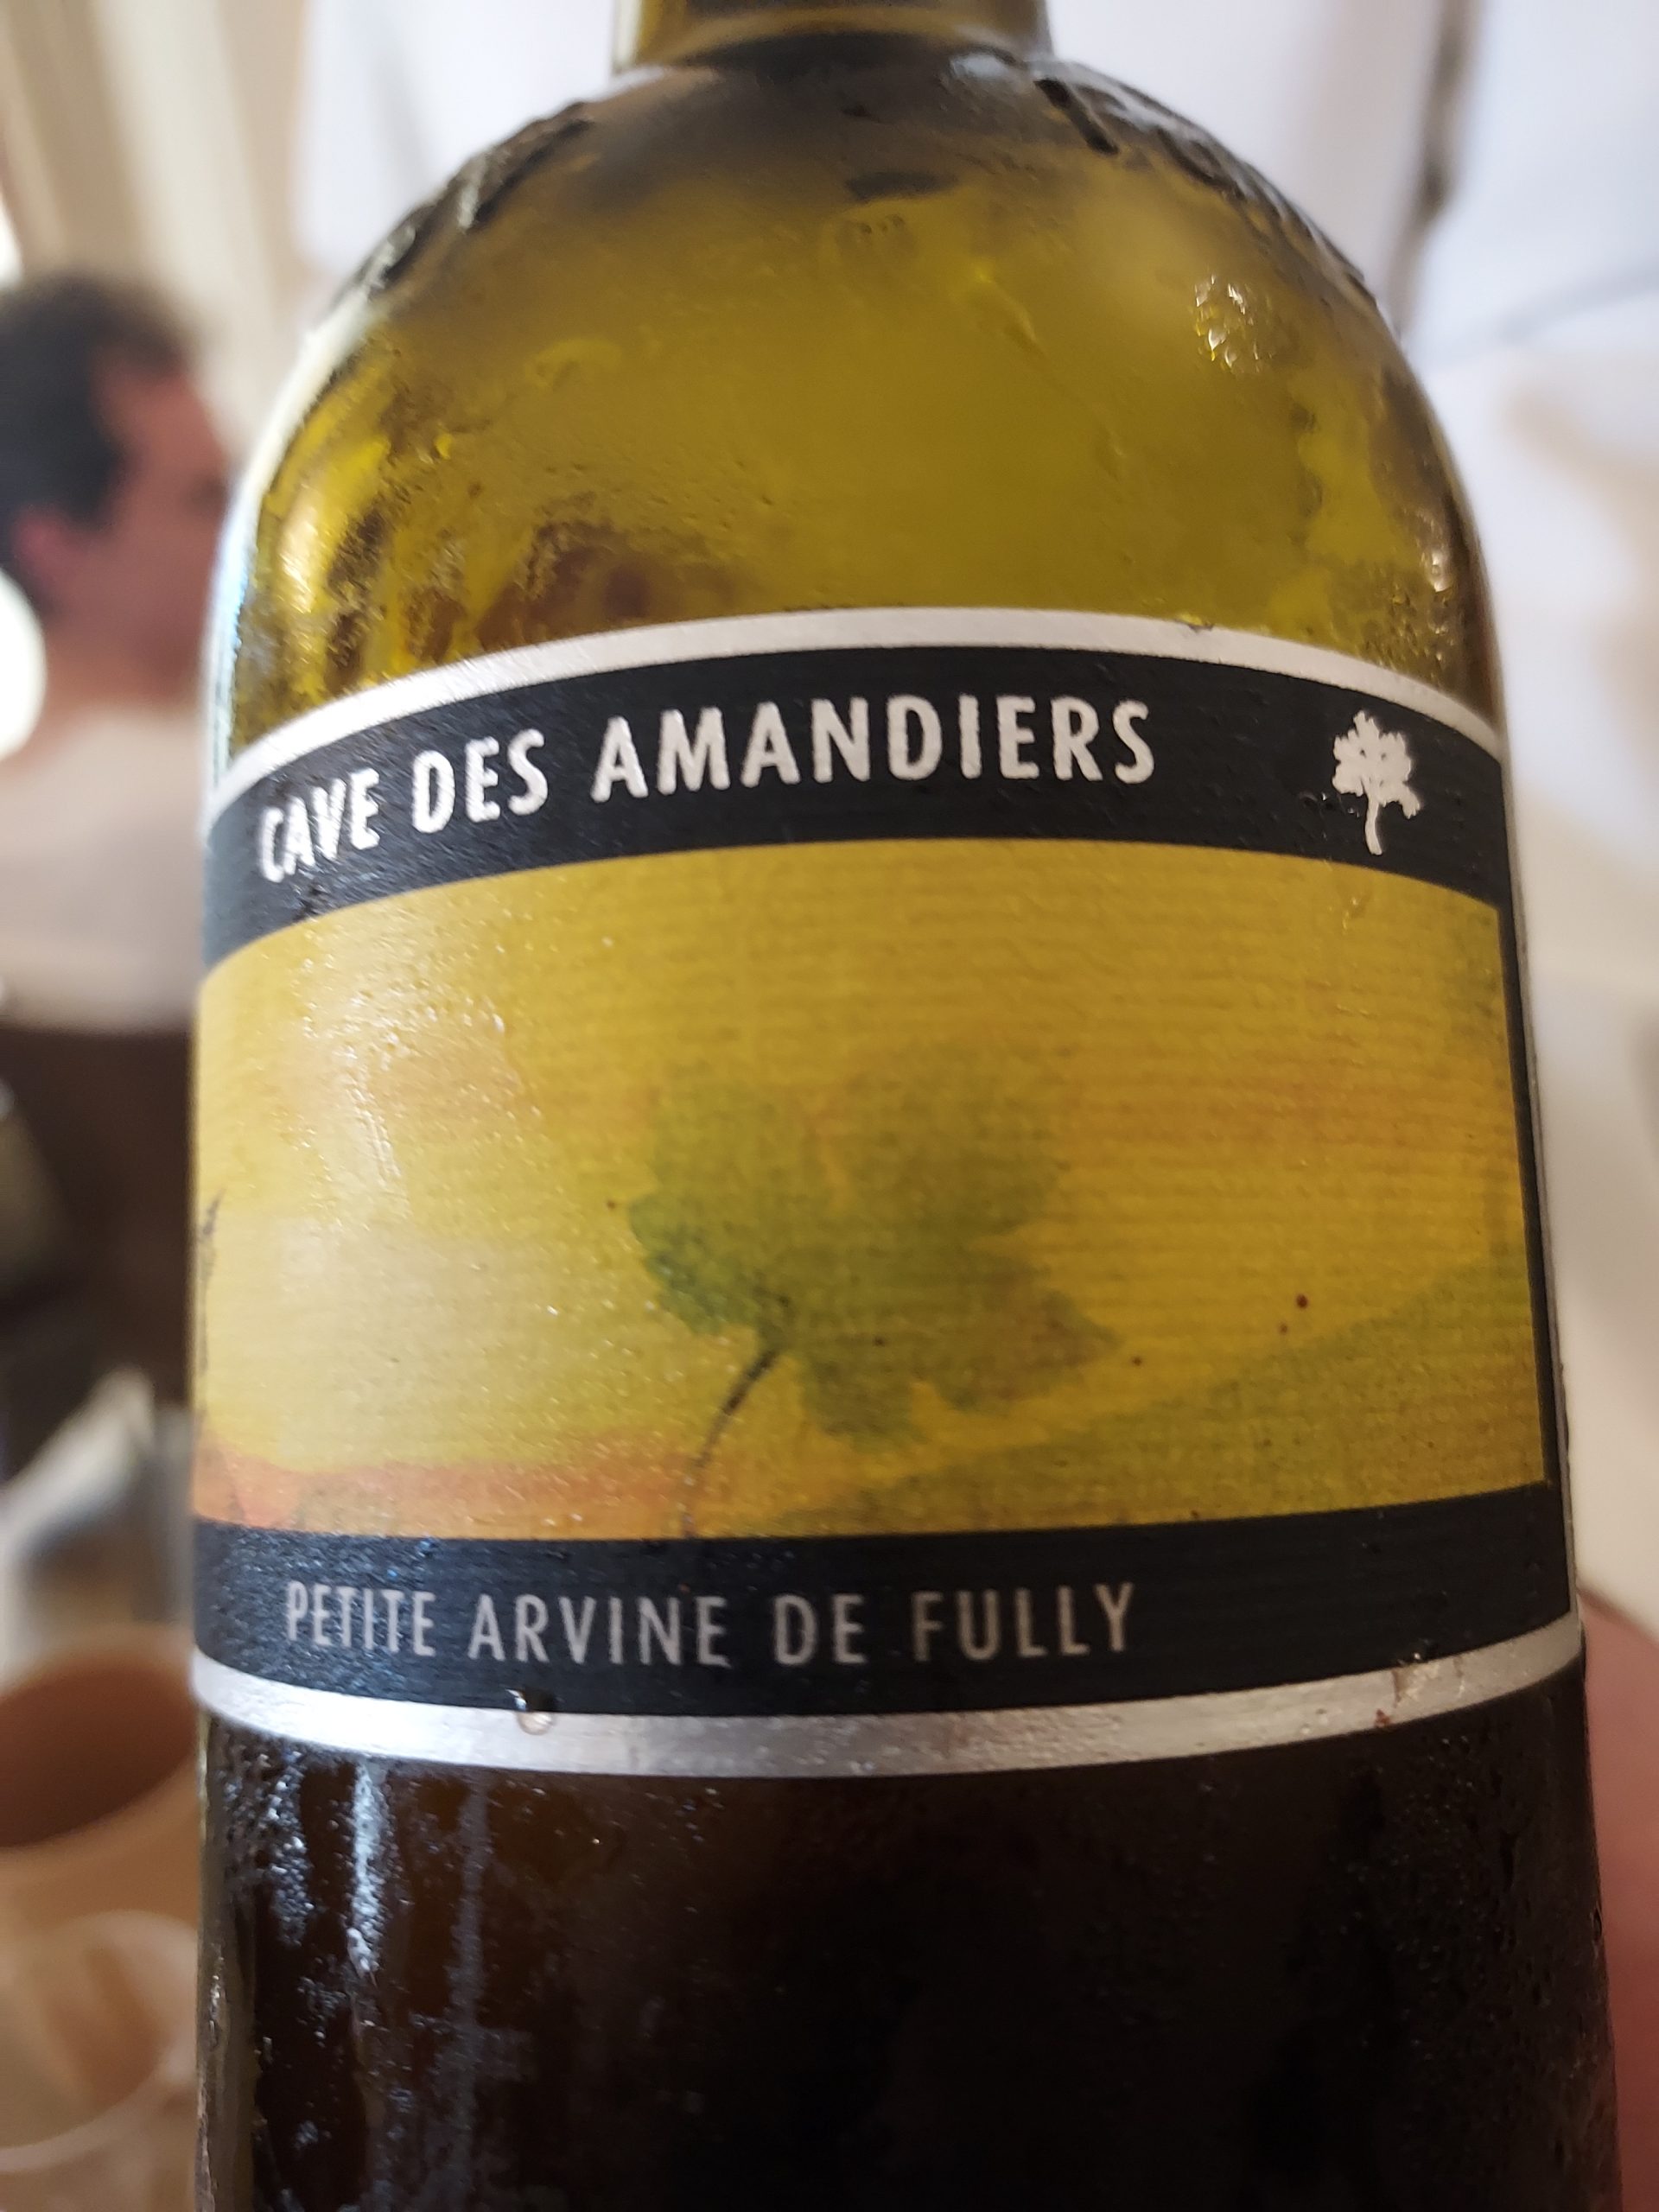 CAVE DES AMANDIERS
PETITE ARVINE DE FULLY